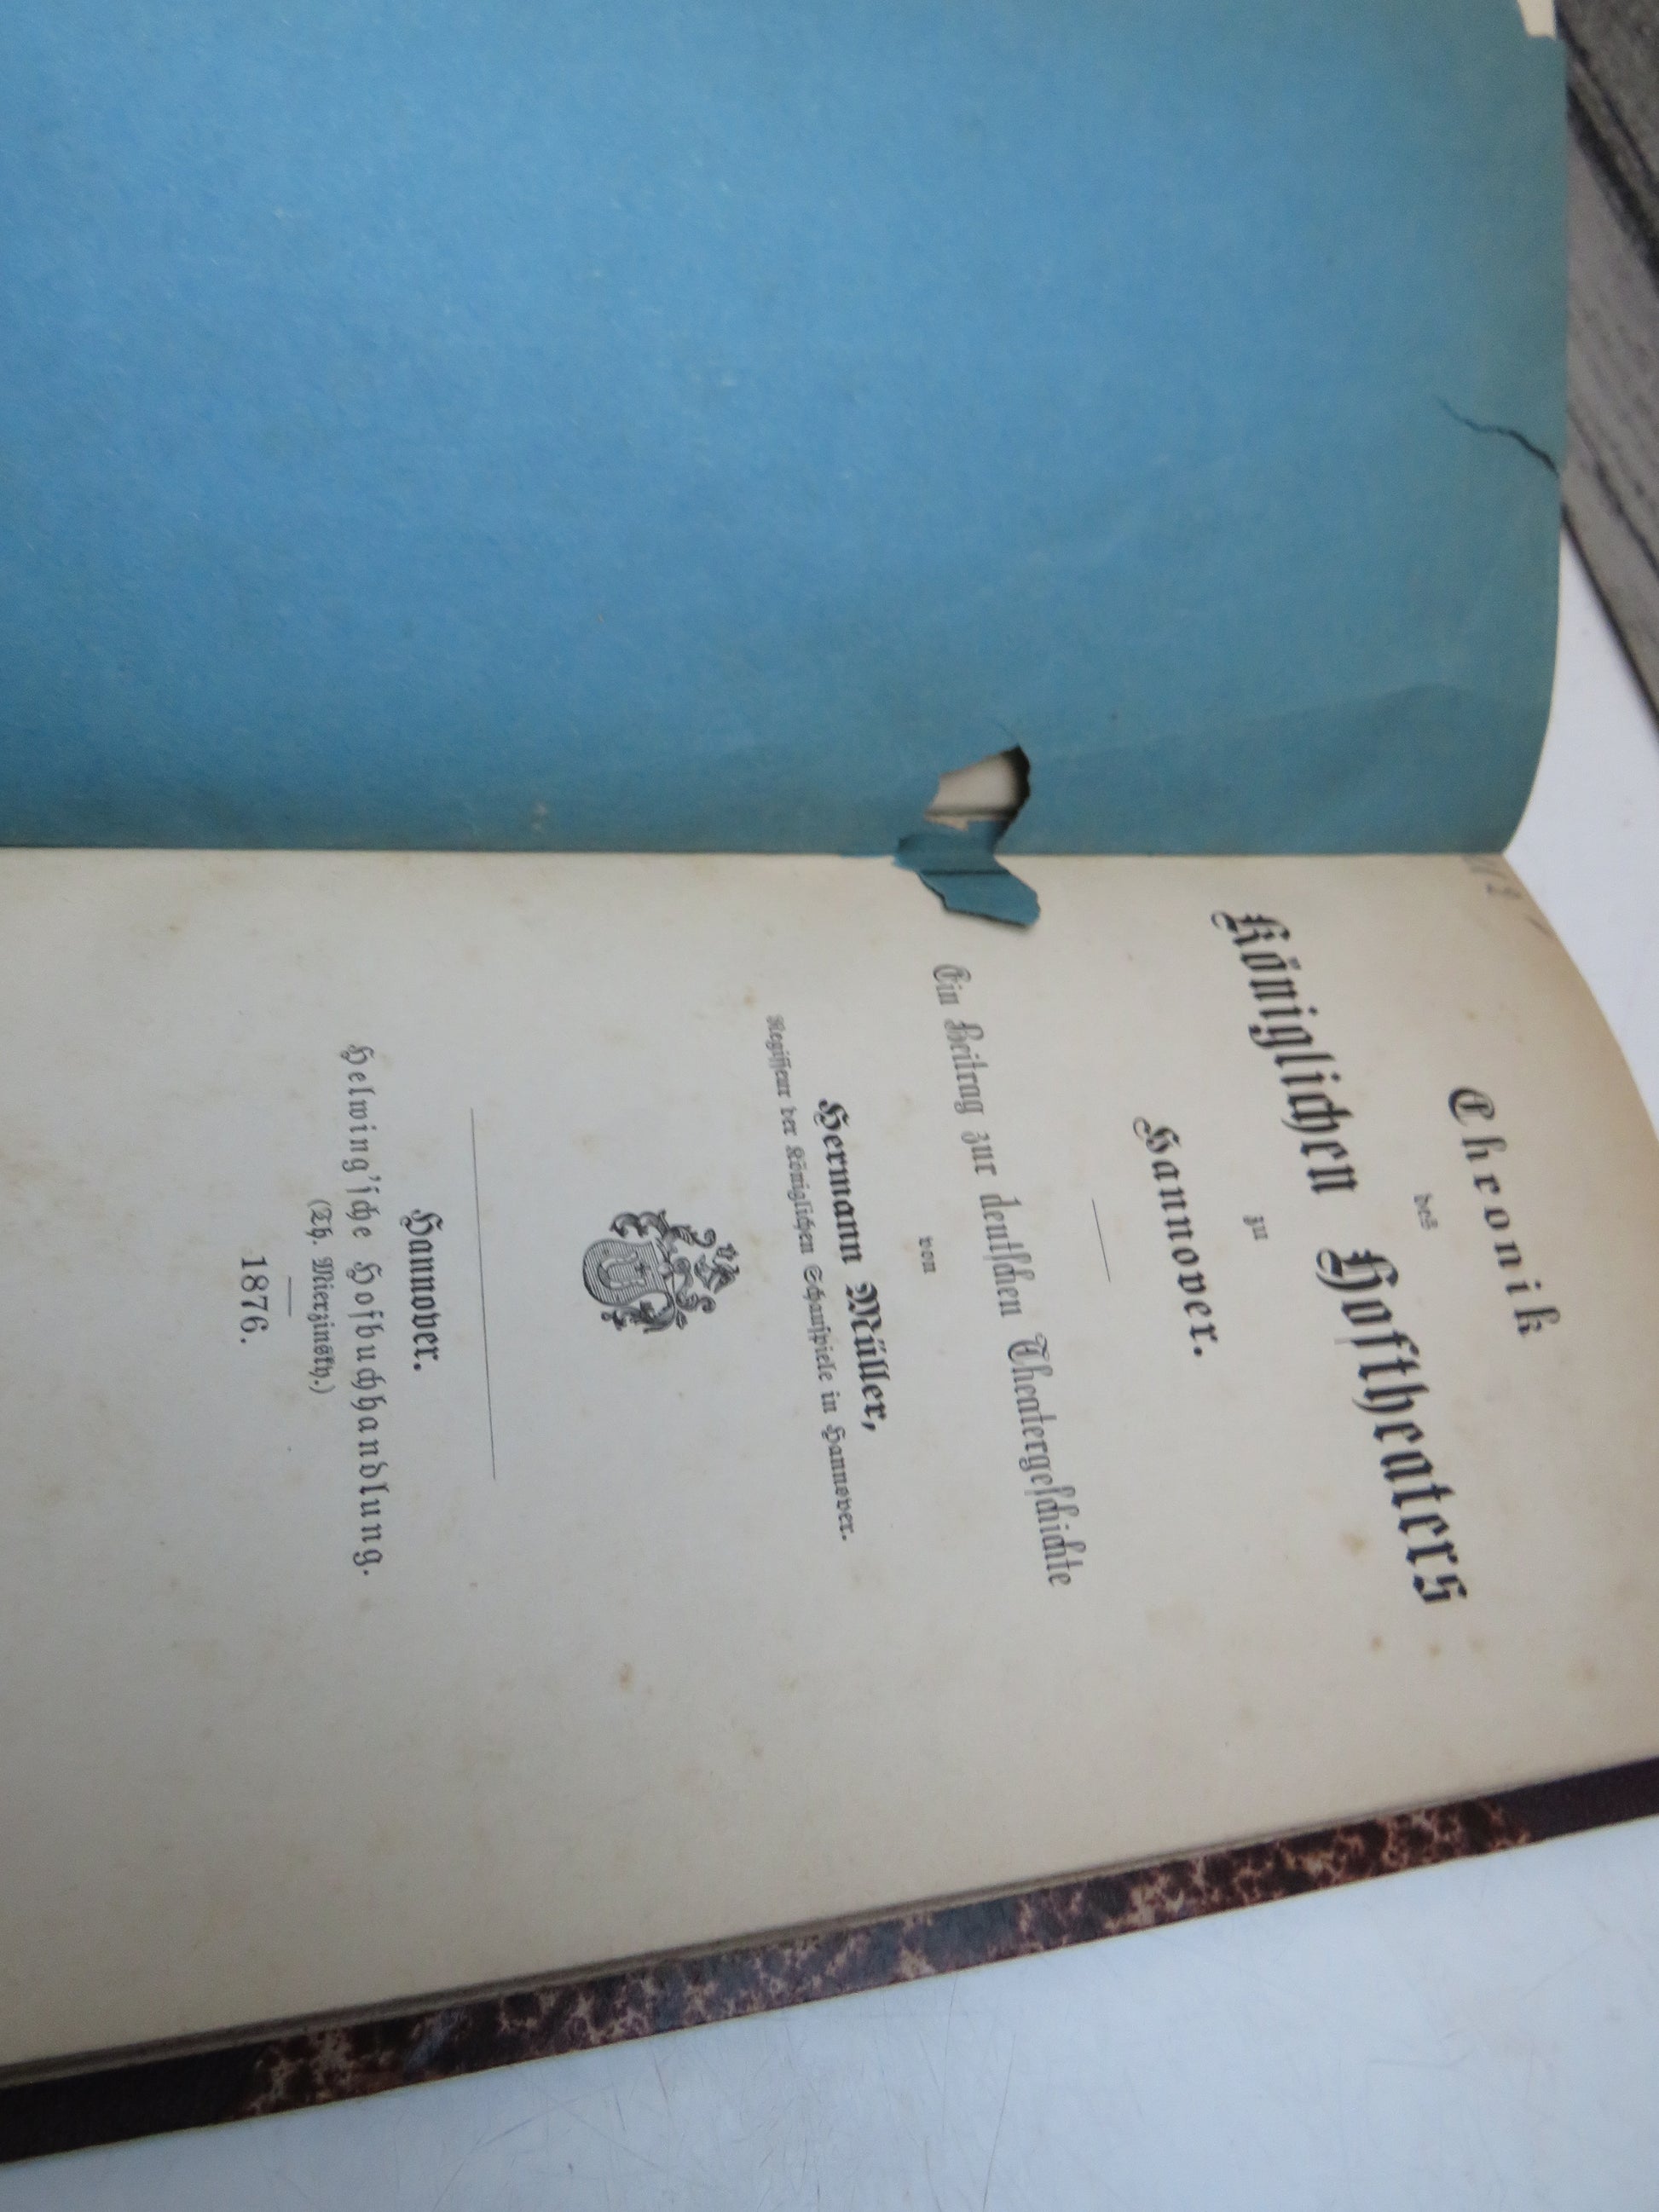 Chronik
des
Königlichen Hoftheaters
zu
Hannover.
Ein Beitrag zur deutschen Theatergeschichte
von
Hermann Müller,
Regisseur der Königlichen Schauspiele in Hannover.
Hannover.
Helwing'sche Hofbuchhandlung.
(Th. Mierzinsky.)
1876.